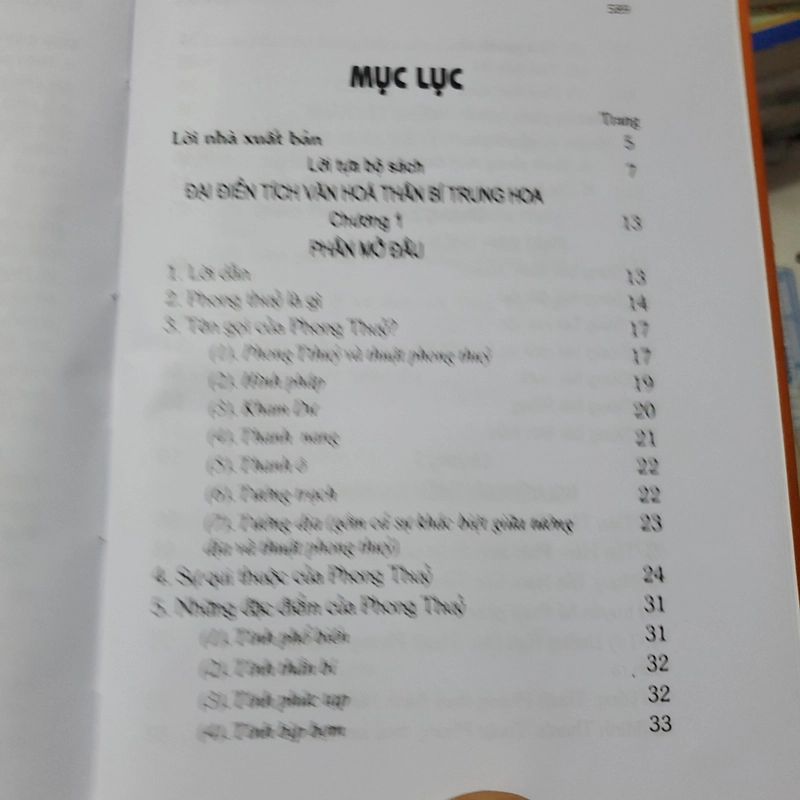 589
MỤC LỤC
Trang
Lời nhà xuất bản 5
Lời tựa bộ sách 7
ĐẠI ĐIỂN TÍCH VĂN HOÁ THẦN BÍ TRUNG HOA
Chương 1 13
PHẦN MỞ ĐẦU
1. Lời dẫn 13
2. Phong thuỷ là gì 14
3. Tên gọi của Phong Thuỷ? 17
(1). Phong Thuỷ và thuật phong thuỷ 17
(2). Hình pháp 19
(3). Kham Dư 20
(4). Thanh nang 21
(5). Thanh ô 22
(6). Tướng trạch 22
(7). Tướng địa (gồm cả sự khác biệt giữa tướng 23
địa và thuật phong thuỷ)
4. Sự qui thuộc của Phong Thuỷ 24
5. Những đặc điểm của Phong Thuỷ 31
(1). Tính phổ biến 31
(2). Tính thần bí 32
(3). Tính phức tạp 32
(4). Tính bịp bợm 33